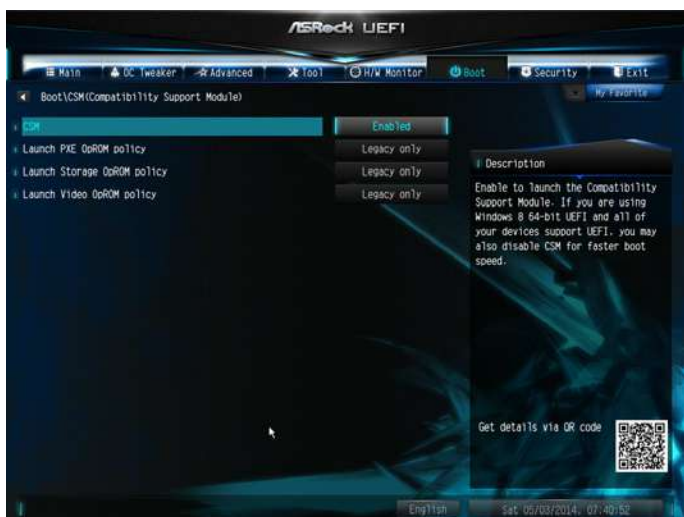 ASRock UEFI
Main OC Tweaker Advanced Tool H/W Monitor Boot Security Exit
Boot\CSM(Compatibility Support Module)
My Favorite
CSM Enabled
Launch PXE OpROM policy Legacy only
Launch Storage OpROM policy Legacy only
Launch Video OpROM policy Legacy only
Description
Enable to launch the Compatibility
Support Module. If you are using
Windows 8 64-bit UEFI and all of
your devices support UEFI, you may
also disable CSM for faster boot
speed.
Get details via QR code
English
Sat 05/03/2014, 07:40:52